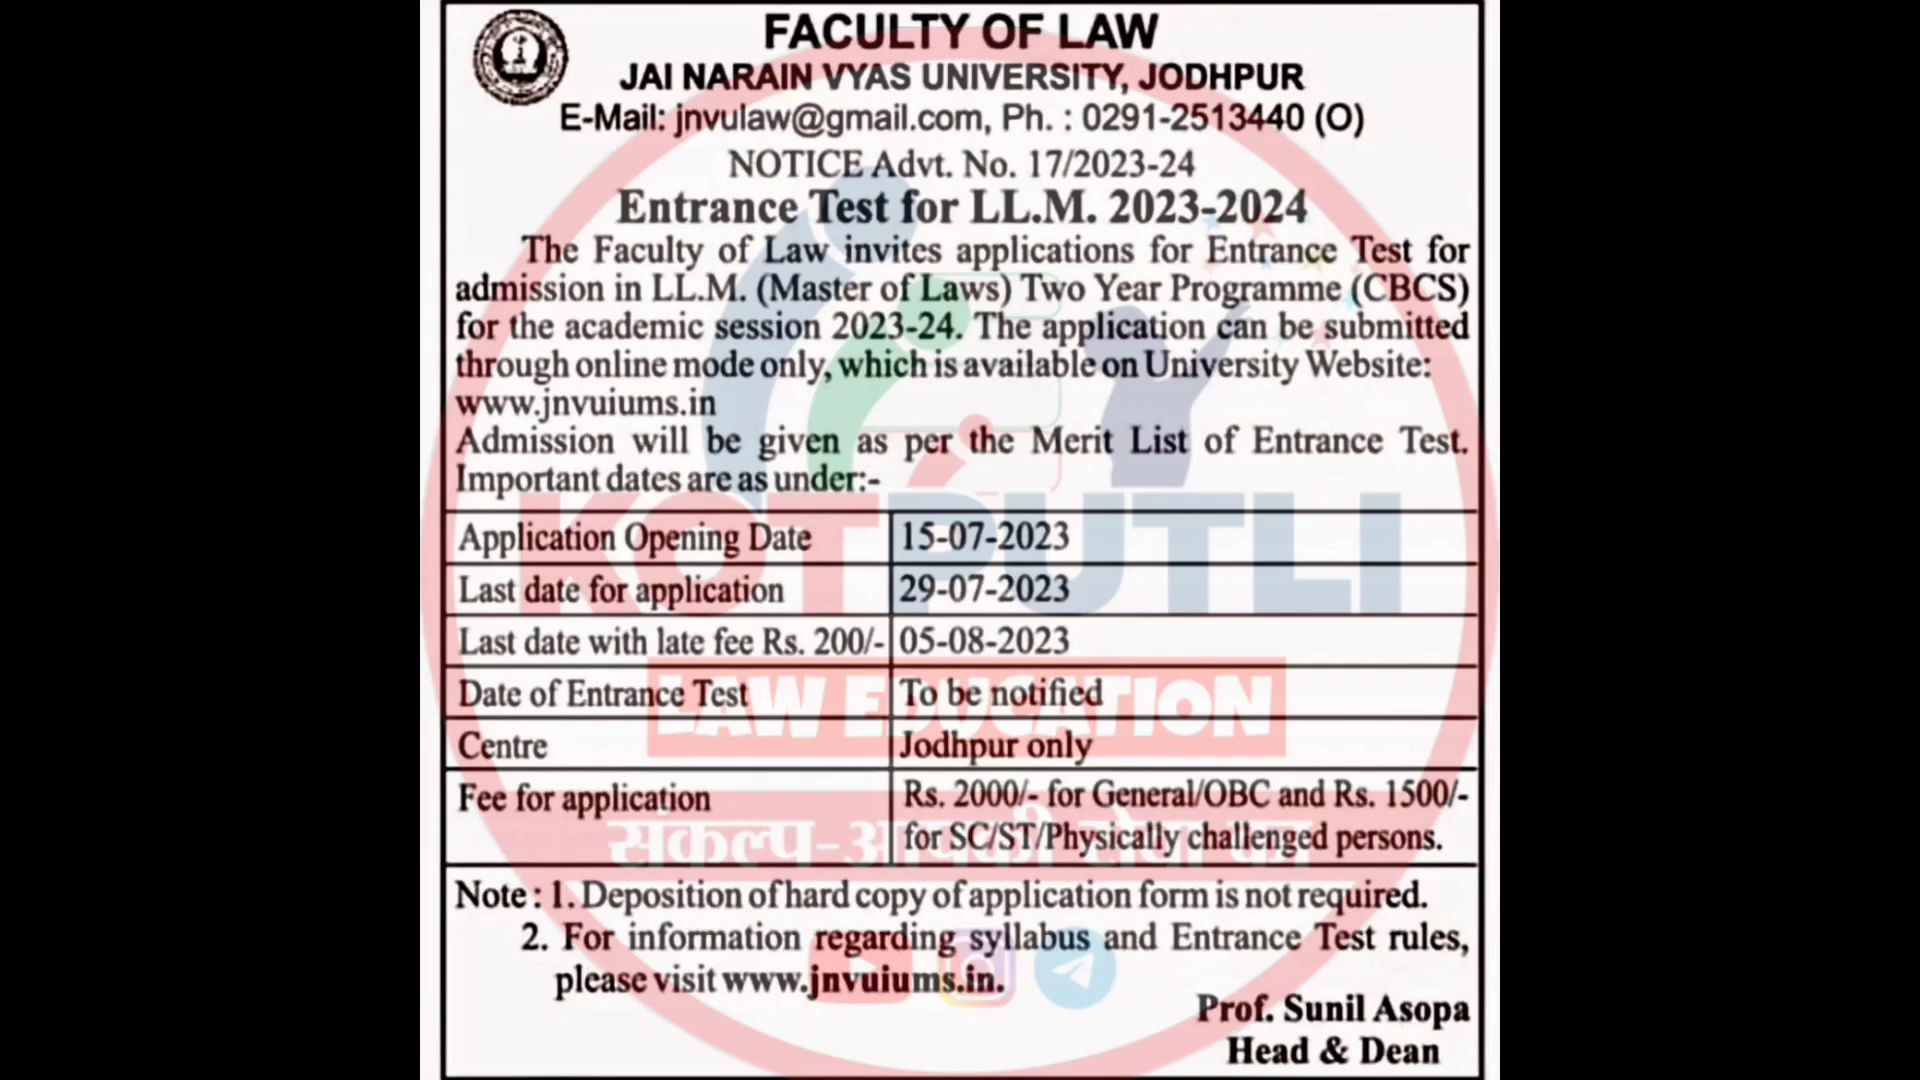 FACULTY OF LAW
JAI NARAIN VYAS UNIVERSITY, JODHPUR
E-Mail: jnvulaw@gmail.com, Ph. : 0291-2513440 (O)
NOTICE Advt. No. 17/2023-24
Entrance Test for LL.M. 2023-2024
The Faculty of Law invites applications for Entrance Test for
admission in LL.M. (Master of Laws) Two Year Programme (CBCS)
for the academic session 2023-24. The application can be submitted
through online mode only, which is available on University Website:
www.jnvuiums.in
Admission will be given as per the Merit List of Entrance Test.
Important dates are as under:-
Application Opening Date 15-07-2023
Last date for application 29-07-2023
Last date with late fee Rs. 200/- 05-08-2023
Date of Entrance Test To be notified
Centre Jodhpur only
Fee for application Rs. 2000/- for General/OBC and Rs. 1500/-
for SC/ST/Physically challenged persons.
Note : 1. Deposition of hard copy of application form is not required.
2. For information regarding syllabus and Entrance Test rules,
please visit www.jnvuiums.in.
Prof. Sunil Asopa
Head & Dean
KOTPUTLI
LAW EDUCATION
संकल्प-आपकी सेवा का